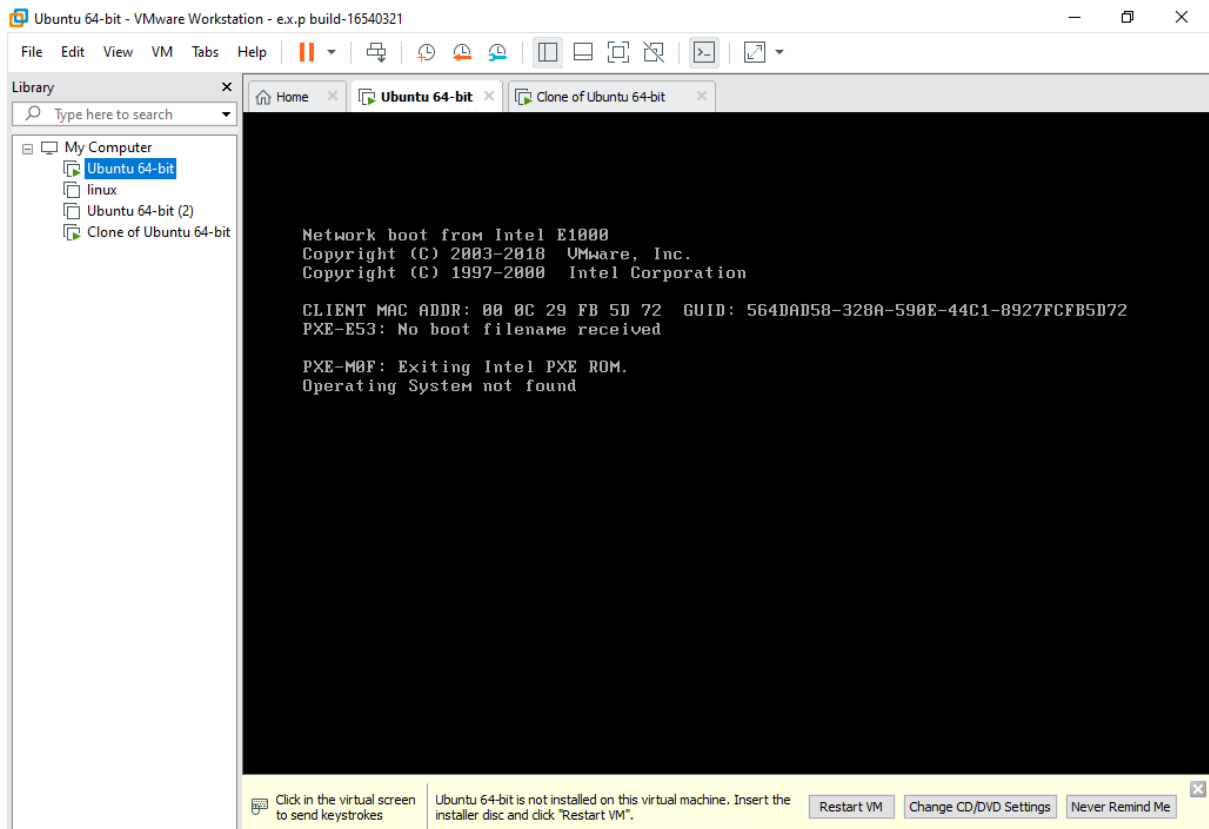 Ubuntu 64-bit - VMware Workstation - e.x.p build-16540321
File Edit View VM Tabs Help
Library
Type here to search
My Computer
Ubuntu 64-bit
linux
Ubuntu 64-bit (2)
Clone of Ubuntu 64-bit
Home
Ubuntu 64-bit
Clone of Ubuntu 64-bit
Network boot from Intel E1000
Copyright (C) 2003-2018 VMware, Inc.
Copyright (C) 1997-2000 Intel Corporation
CLIENT MAC ADDR: 00 0C 29 FB 5D 72 GUID: 564DAD58-328A-590E-44C1-8927FCFB5D72
PXE-E53: No boot filename received
PXE-M0F: Exiting Intel PXE ROM.
Operating System not found
Click in the virtual screen
to send keystrokes
Ubuntu 64-bit is not installed on this virtual machine. Insert the
installer disc and click "Restart VM".
Restart VM
Change CD/DVD Settings
Never Remind Me